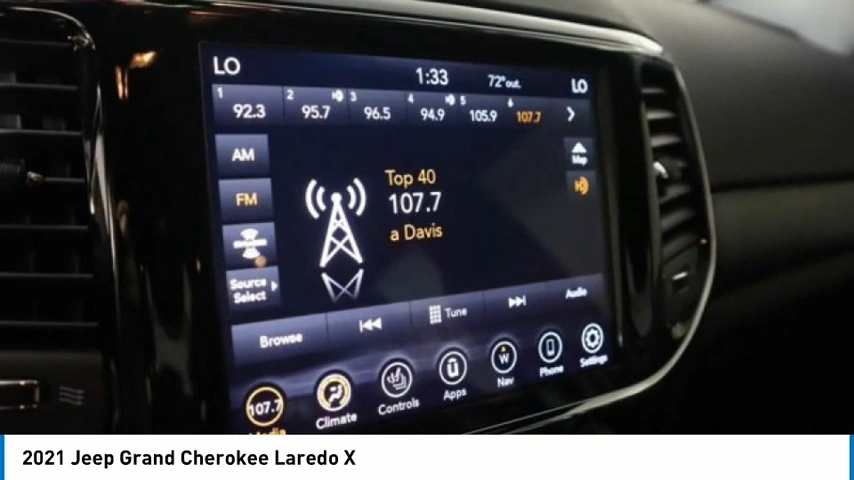 LO 1:33 72°out. LO
1 92.3 2 95.7 3 96.5 4 94.9 5 105.9 6 107.7
AM
Map
Top 40
FM
107.7
a Davis
Source
Select
Browse Tune Audio
107.7 Climate Controls Apps W Nav Phone Settings
Media
2021 Jeep Grand Cherokee Laredo X